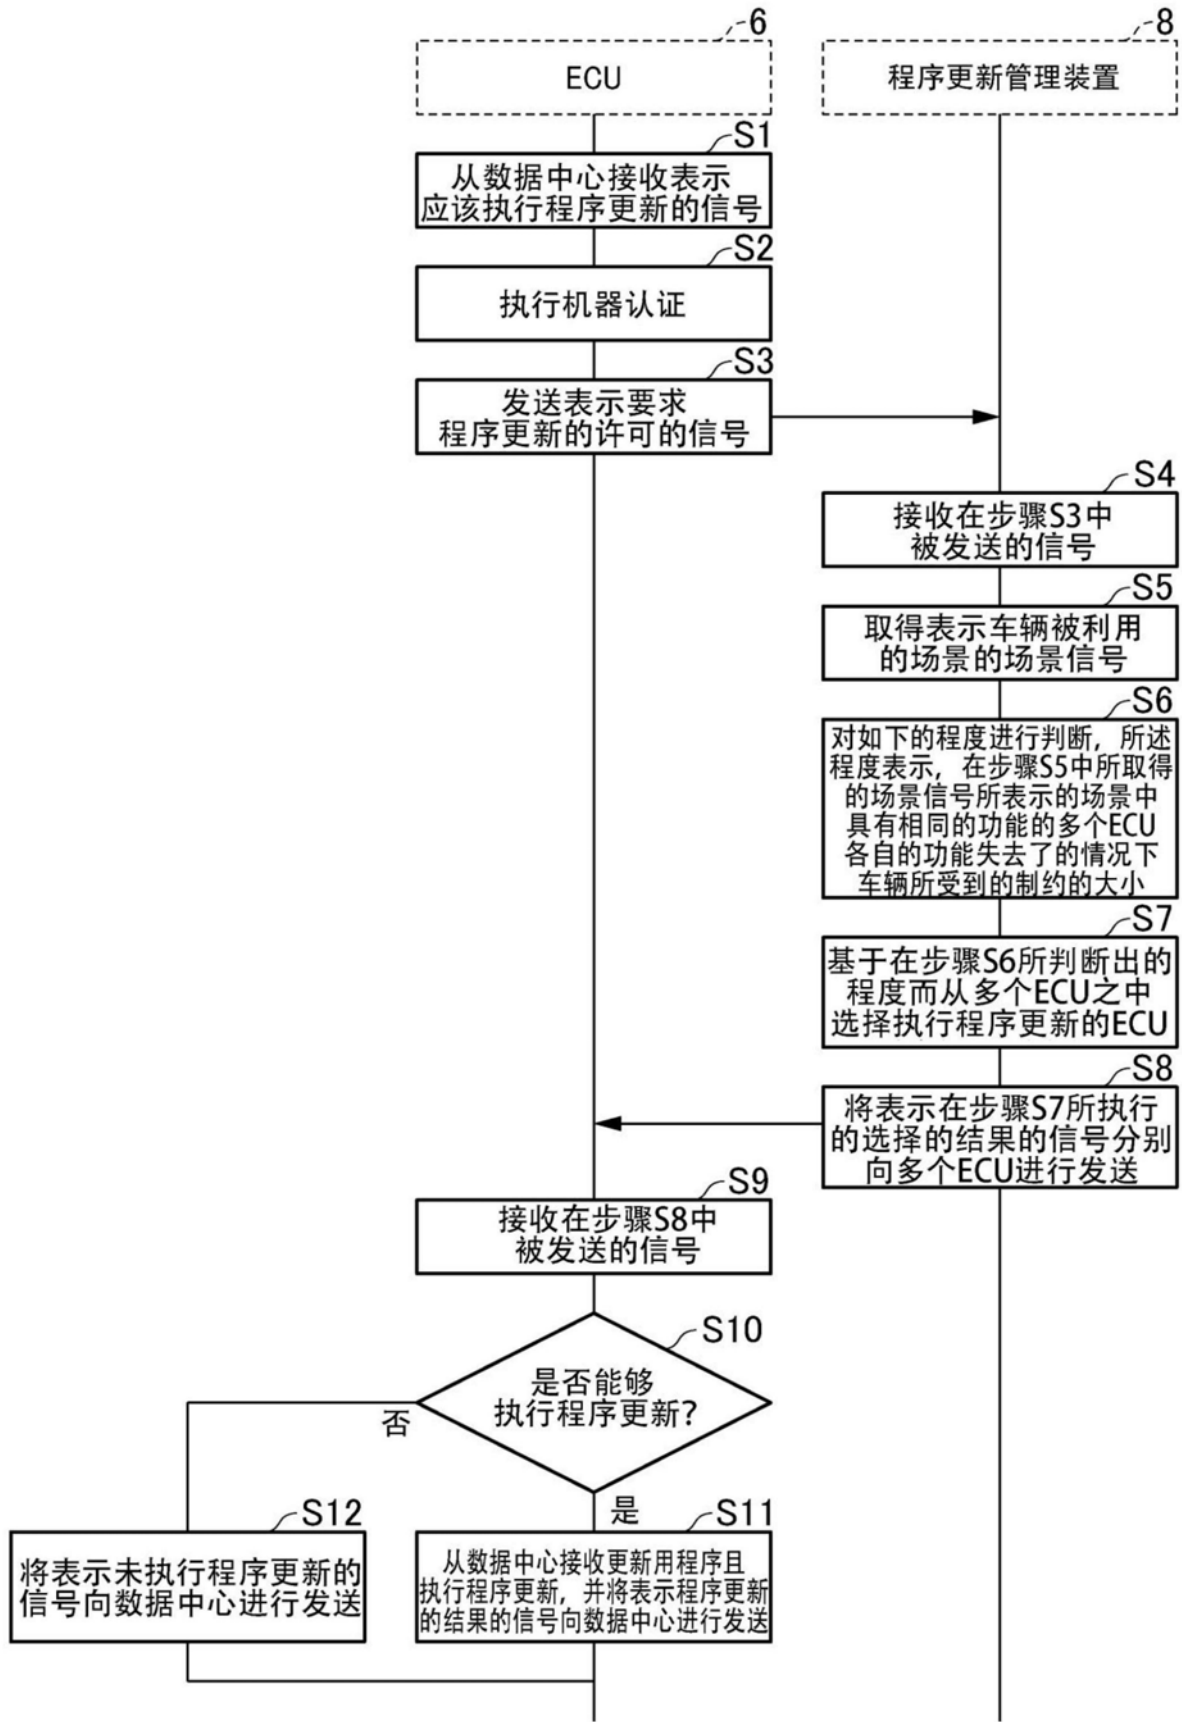 6
ECU
8
程序更新管理装置
S1
从数据中心接收表示
应该执行程序更新的信号
S2
执行机器认证
S3
发送表示要求
程序更新的许可的信号
S4
接收在步骤S3中
被发送的信号
S5
取得表示车辆被利用
的场景的场景信号
S6
对如下的程度进行判断，所述
程度表示，在步骤S5中所取得
的场景信号所表示的场景中
具有相同的功能的多个ECU
各自的功能失去了的情况下
车辆所受到的制约的大小
S7
基于在步骤S6所判断出的
程度而从多个ECU之中
选择执行程序更新的ECU
S8
将表示在步骤S7所执行
的选择的结果的信号分别
向多个ECU进行发送
S9
接收在步骤S8中
被发送的信号
S10
是否能够
执行程序更新？
否
是
S12
将表示未执行程序更新的
信号向数据中心进行发送
S11
从数据中心接收更新用程序且
执行程序更新，并将表示程序更新
的结果的信号向数据中心进行发送